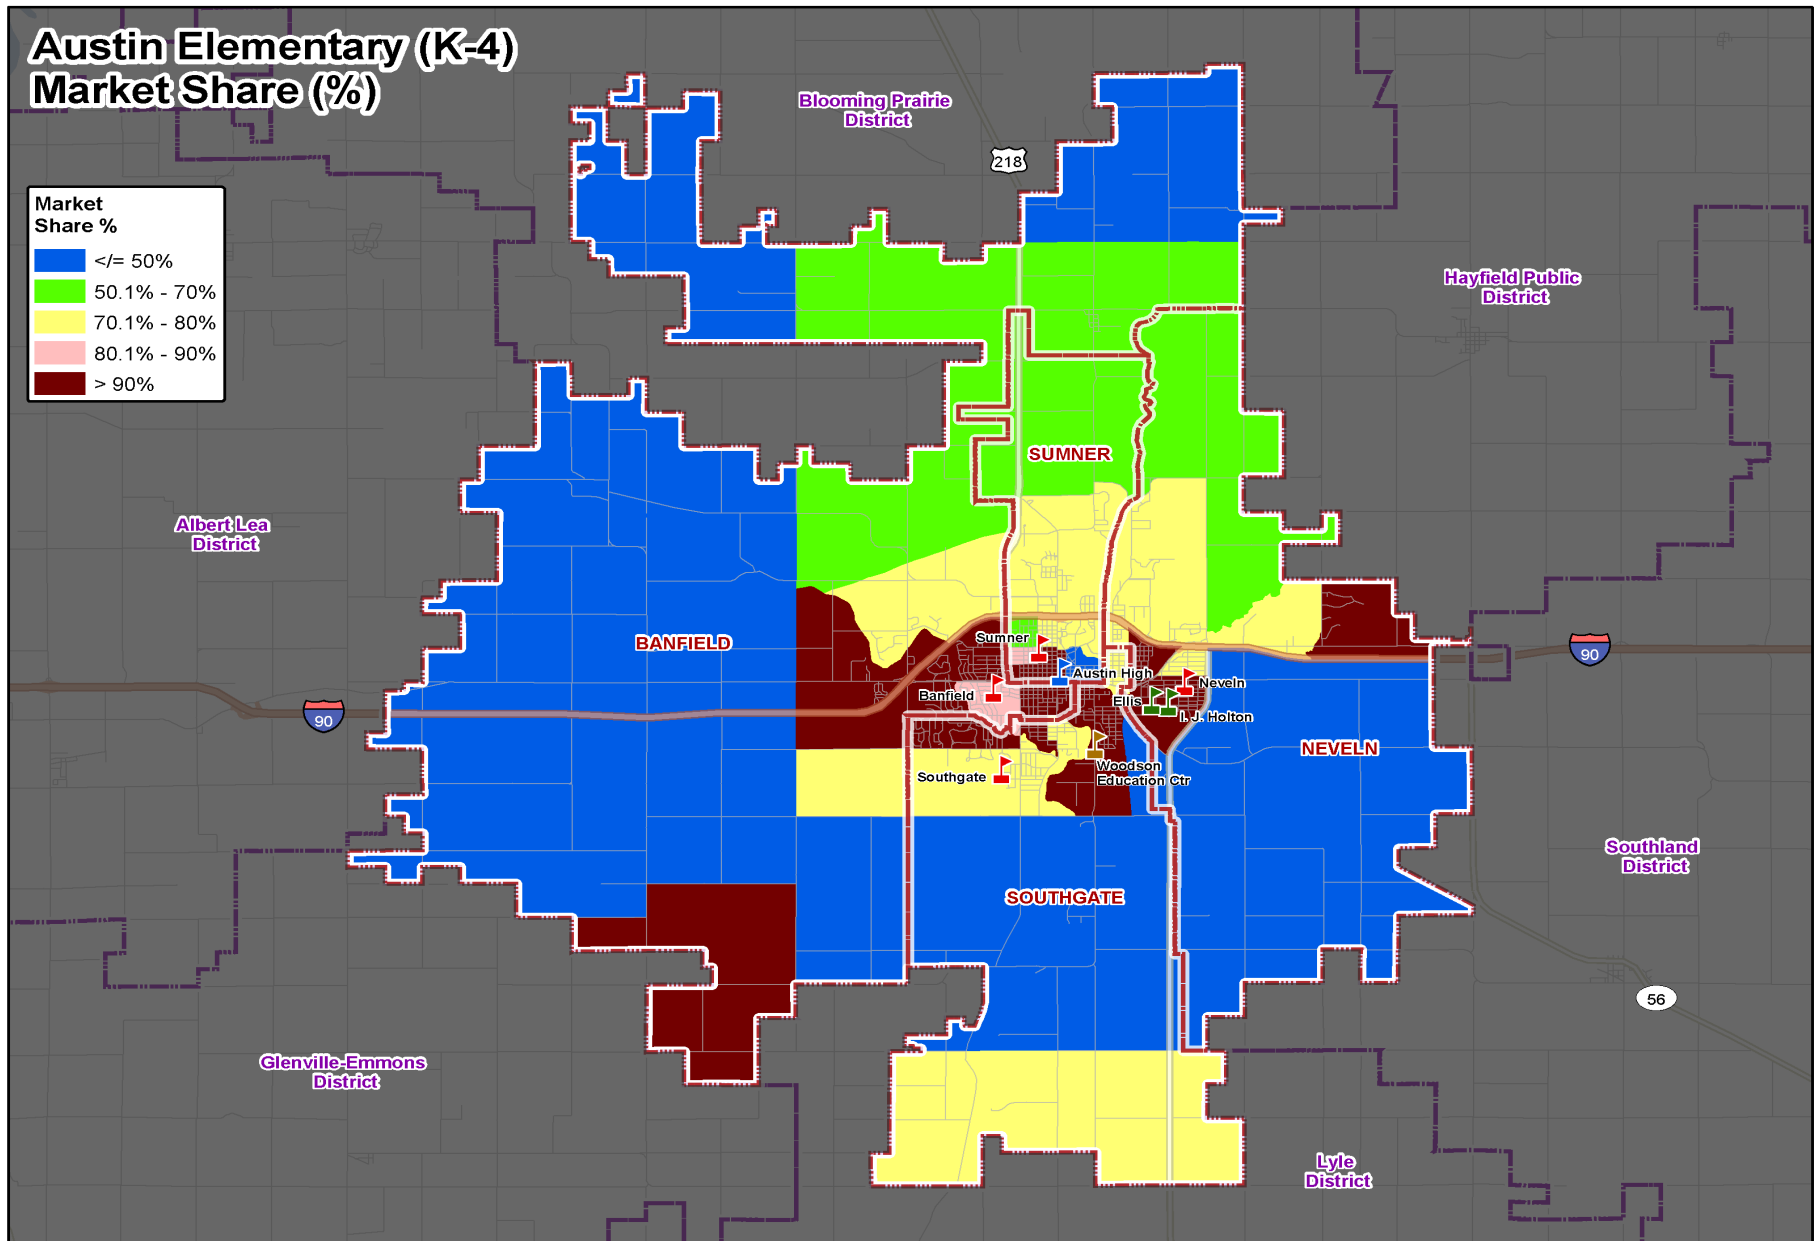 Austin Elementary (K-4)
Market Share (%)
Market
Share %
</= 50%
50.1% - 70%
70.1% - 80%
80.1% - 90%
> 90%
Blooming Prairie
District
218
Hayfield Public
District
SUMNER
Albert Lea
District
BANFIELD
Sumner
Austin High
Neveln
Banfield
Ellis
I. J. Holton
90
90
NEVELN
Southgate
Woodson
Education Ctr
Southland
District
SOUTHGATE
56
Glenville-Emmons
District
Lyle
District